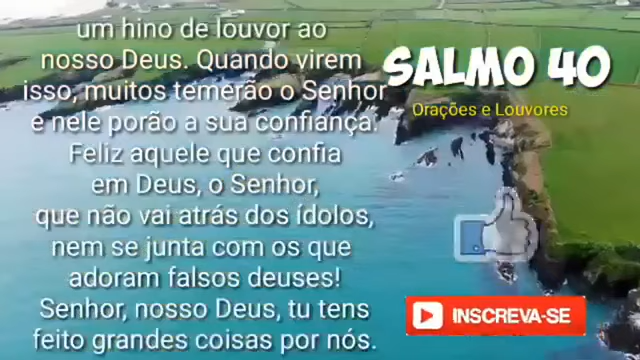 um hino de louvor ao
nosso Deus. Quando virem
isso, muitos temerão o Senhor
e nele porão a sua confiança.
Feliz aquele que confia
em Deus, o Senhor,
que não vai atrás dos ídolos,
nem se junta com os que
adoram falsos deuses!
Senhor, nosso Deus, tu tens
feito grandes coisas por nós.
SALMO 40
Orações e Louvores
INSCREVA-SE